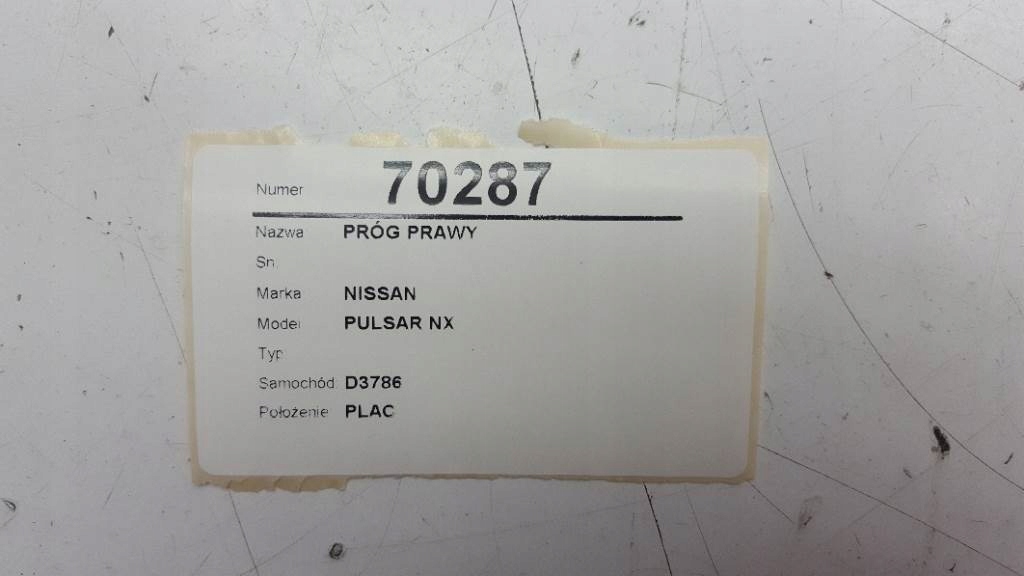 Numer 70287
Nazwa PRÓG PRAWY
Sn
Marka NISSAN
Model PULSAR NX
Typ
Samochód D3786
Położenie PLAC